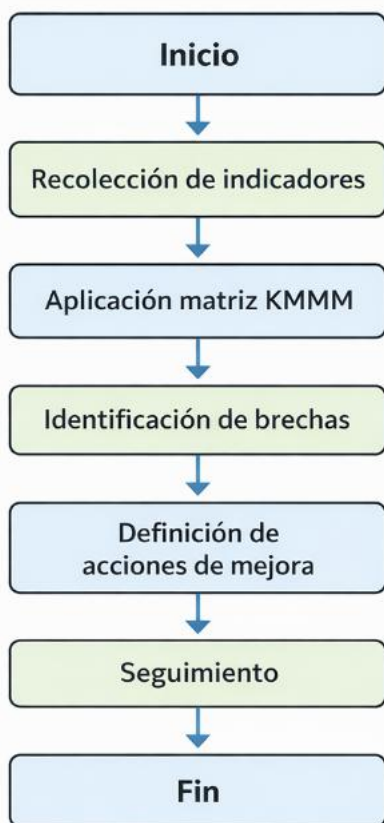 Inicio
Recolección de indicadores
Aplicación matriz KMMM
Identificación de brechas
Definición de
acciones de mejora
Seguimiento
Fin